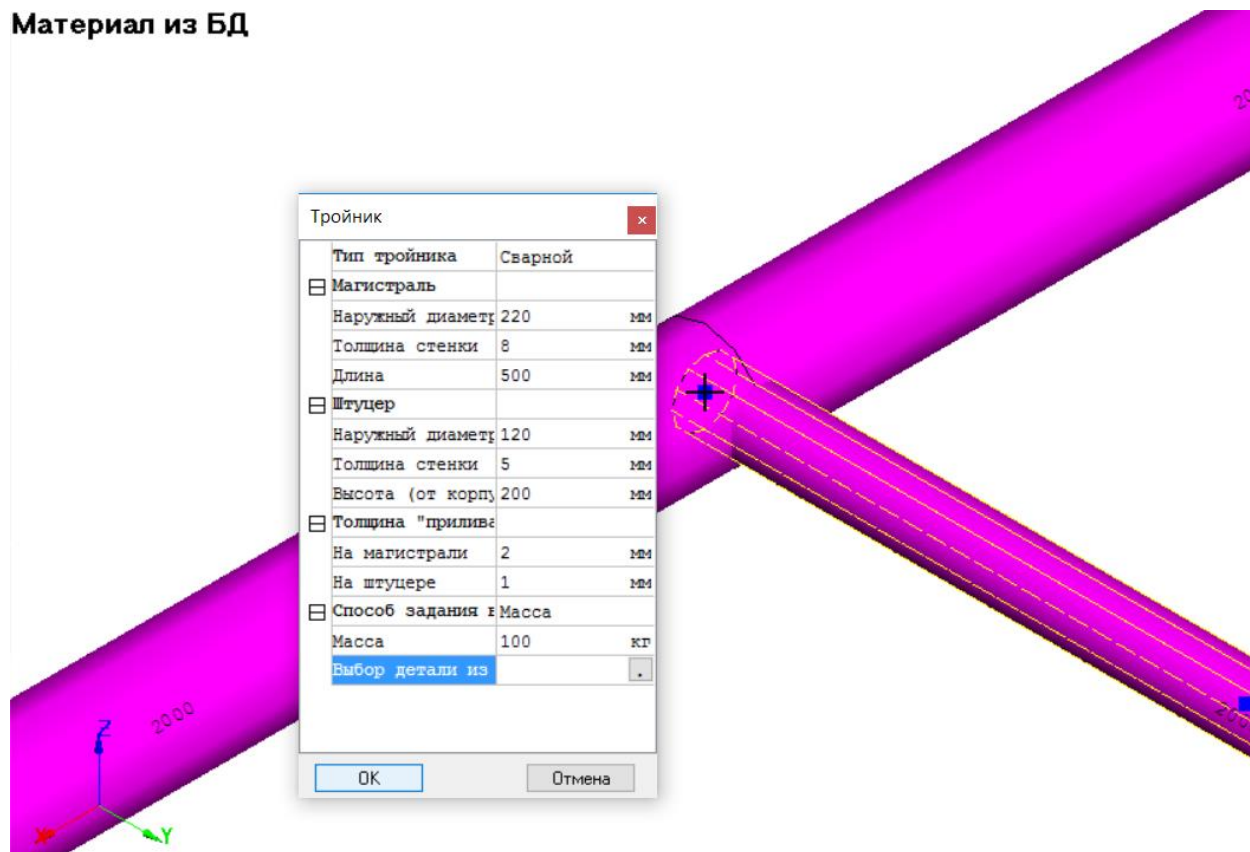 Материал из БД
Тройник
Тип тройника Сварной
Магистраль
Наружный диаметр 220 мм
Толщина стенки 8 мм
Длина 500 мм
Штуцер
Наружный диаметр 120 мм
Толщина стенки 5 мм
Высота (от корпу 200 мм
Толщина "прилива
На магистрали 2 мм
На штуцере 1 мм
Способ задания в Масса
Масса 100 кг
Выбор детали из .
2000
Z
X
Y
OK Отмена